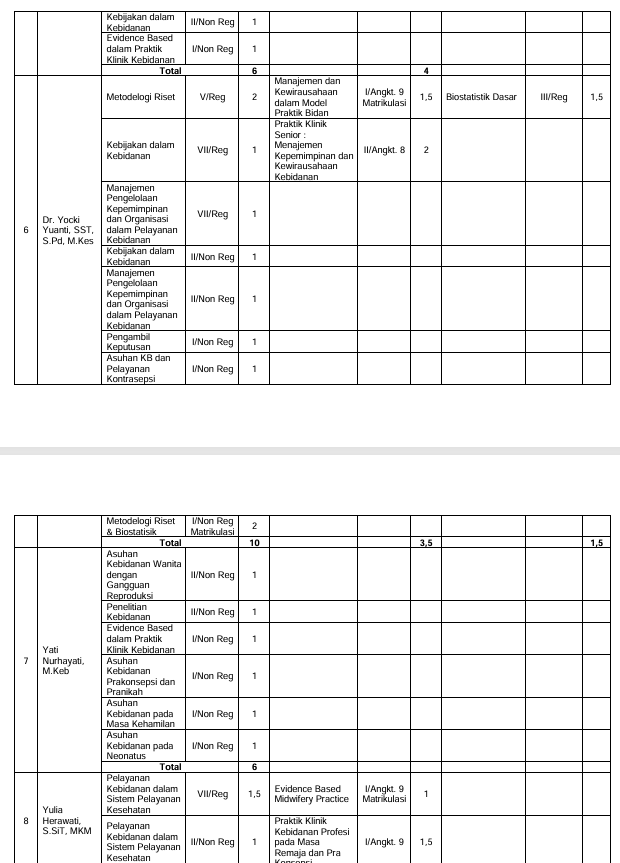 Kebijakan dalam
Kebidanan
II/Non Reg
1
Evidence Based
dalam Praktik
Klinik Kebidanan
I/Non Reg
1
Total
6
4
6
Dr. Yocki
Yuanti, SST,
S.Pd, M.Kes
Metodelogi Riset
V/Reg
2
Manajemen dan
Kewirausahaan
dalam Model
Praktik Bidan
I/Angkt. 9
Matrikulasi
1,5
Biostatistik Dasar
III/Reg
1,5
Kebijakan dalam
Kebidanan
VII/Reg
1
Praktik Klinik
Senior :
Menajemen
Kepemimpinan dan
Kewirausahaan
Kebidanan
II/Angkt. 8
2
Manajemen
Pengelolaan
Kepemimpinan
dan Organisasi
dalam Pelayanan
Kebidanan
VII/Reg
1
Kebijakan dalam
Kebidanan
II/Non Reg
1
Manajemen
Pengelolaan
Kepemimpinan
dan Organisasi
dalam Pelayanan
Kebidanan
II/Non Reg
1
Pengambil
Keputusan
I/Non Reg
1
Asuhan KB dan
Pelayanan
Kontrasepsi
I/Non Reg
1
Metodelogi Riset
& Biostatisik
I/Non Reg
Matrikulasi
2
Total
10
3,5
1,5
7
Yati
Nurhayati,
M.Keb
Asuhan
Kebidanan Wanita
dengan
Gangguan
Reproduksi
II/Non Reg
1
Penelitian
Kebidanan
II/Non Reg
1
Evidence Based
dalam Praktik
Klinik Kebidanan
I/Non Reg
1
Asuhan
Kebidanan
Prakonsepsi dan
Pranikah
I/Non Reg
1
Asuhan
Kebidanan pada
Masa Kehamilan
I/Non Reg
1
Asuhan
Kebidanan pada
Neonatus
I/Non Reg
1
Total
6
8
Yulia
Herawati,
S.SiT, MKM
Pelayanan
Kebidanan dalam
Sistem Pelayanan
Kesehatan
VII/Reg
1,5
Evidence Based
Midwifery Practice
I/Angkt. 9
Matrikulasi
1
Pelayanan
Kebidanan dalam
Sistem Pelayanan
Kesehatan
II/Non Reg
1
Praktik Klinik
Kebidanan Profesi
pada Masa
Remaja dan Pra
Konsepsi
I/Angkt. 9
1,5